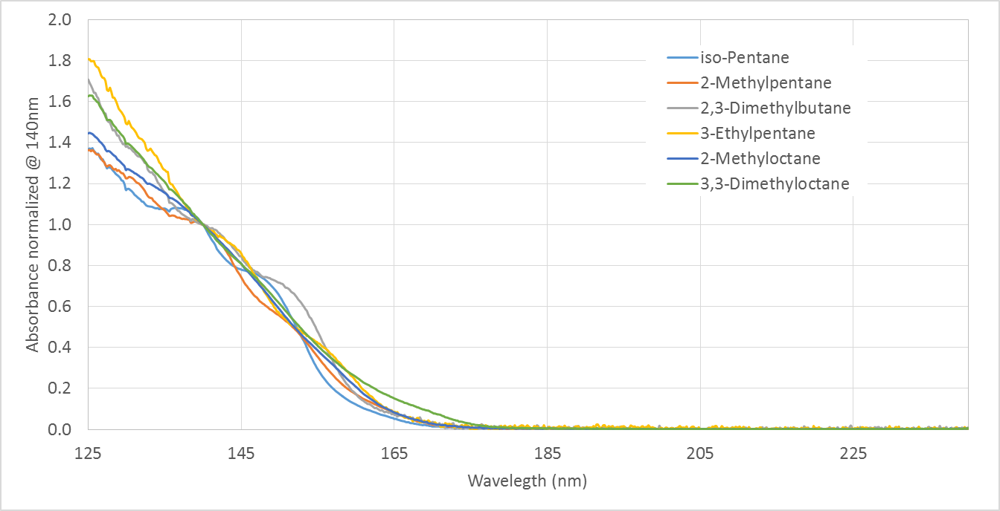 2.0
1.8
1.6
1.4
1.2
1.0
0.8
0.6
0.4
0.2
0.0
Absorbance normalized @ 140nm
iso-Pentane
2-Methylpentane
2,3-Dimethylbutane
3-Ethylpentane
2-Methyloctane
3,3-Dimethyloctane
125 145 165 185 205 225
Wavelegth (nm)